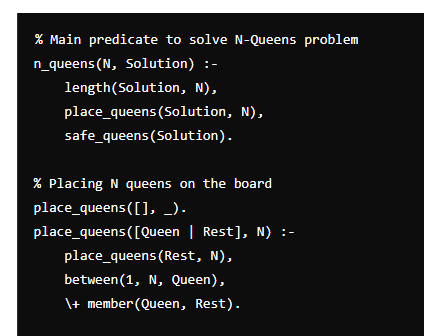 % Main predicate to solve N-Queens problem
n_queens(N, Solution) :-
    length(Solution, N),
    place_queens(Solution, N),
    safe_queens(Solution).

% Placing N queens on the board
place_queens([], _).
place_queens([Queen | Rest], N) :-
    place_queens(Rest, N),
    between(1, N, Queen),
    \+ member(Queen, Rest).